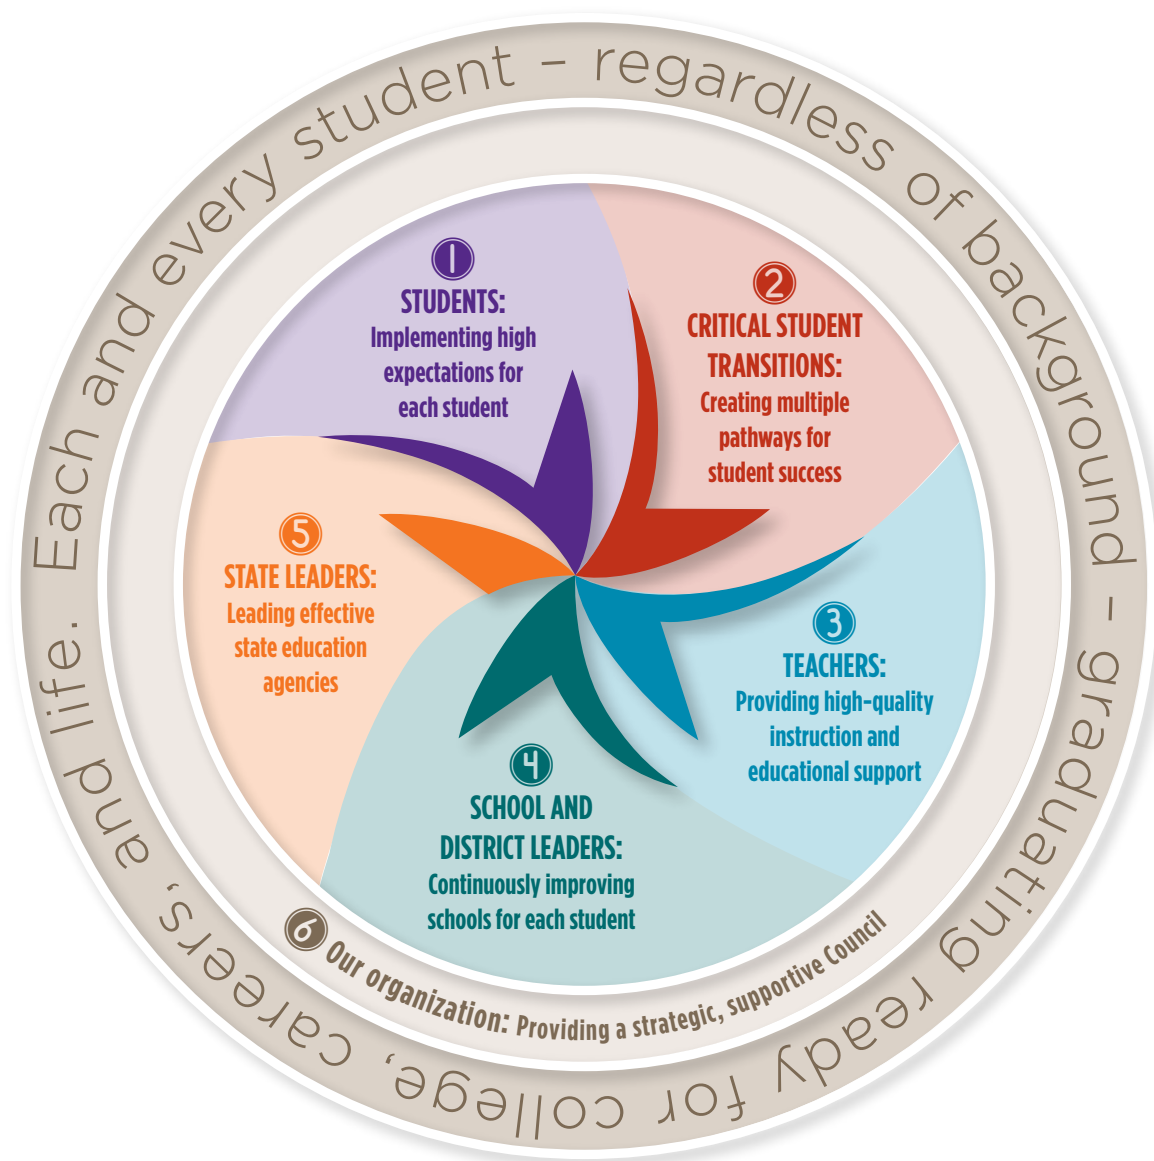 Each and every student – regardless of background – graduating ready for college, careers, and life.
1
STUDENTS:
Implementing high
expectations for
each student
2
CRITICAL STUDENT
TRANSITIONS:
Creating multiple
pathways for
student success
3
TEACHERS:
Providing high-quality
instruction and
educational support
4
SCHOOL AND
DISTRICT LEADERS:
Continuously improving
schools for each student
5
STATE LEADERS:
Leading effective
state education
agencies
6 Our organization: Providing a strategic, supportive Council